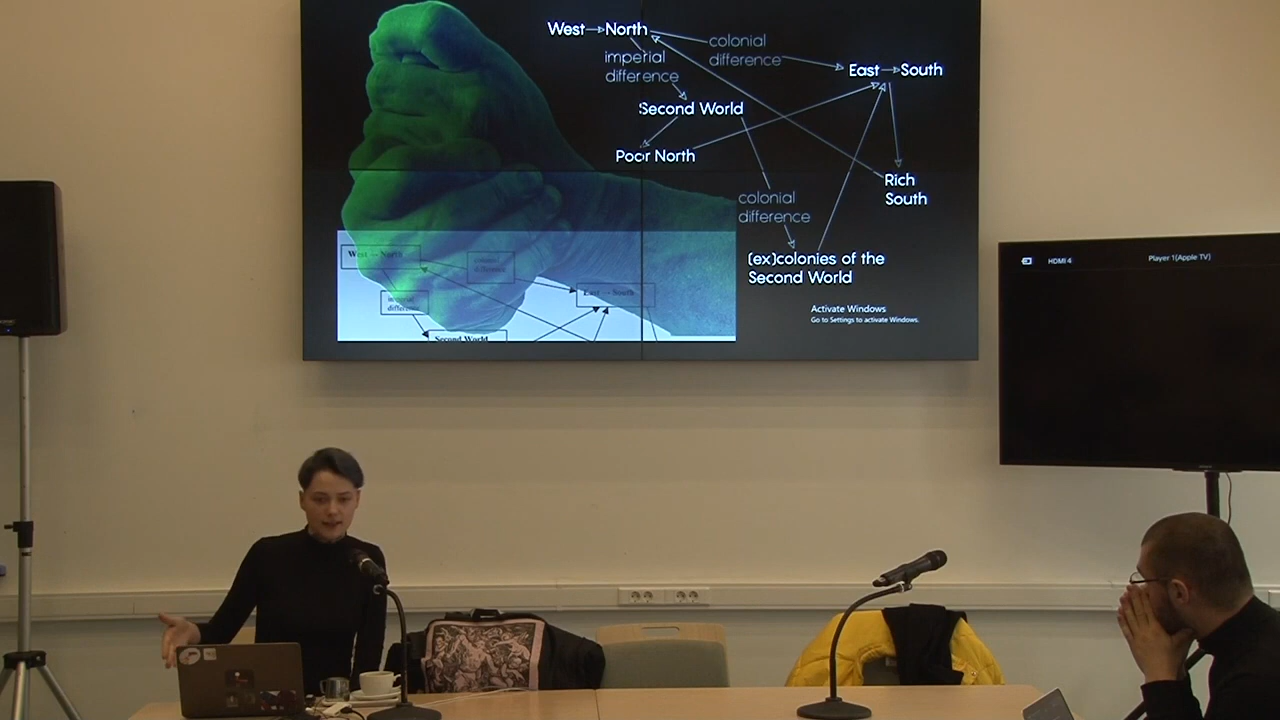 West → North
colonial
difference
imperial
difference
East → South
Second World
Poor North
Rich
South
colonial
difference
(ex)colonies of the
Second World
Activate Windows
Go to Settings to activate Windows.
West → North
colonial
difference
East → South
imperial
difference
Second World
HDMI 4
Player 1(Apple TV)